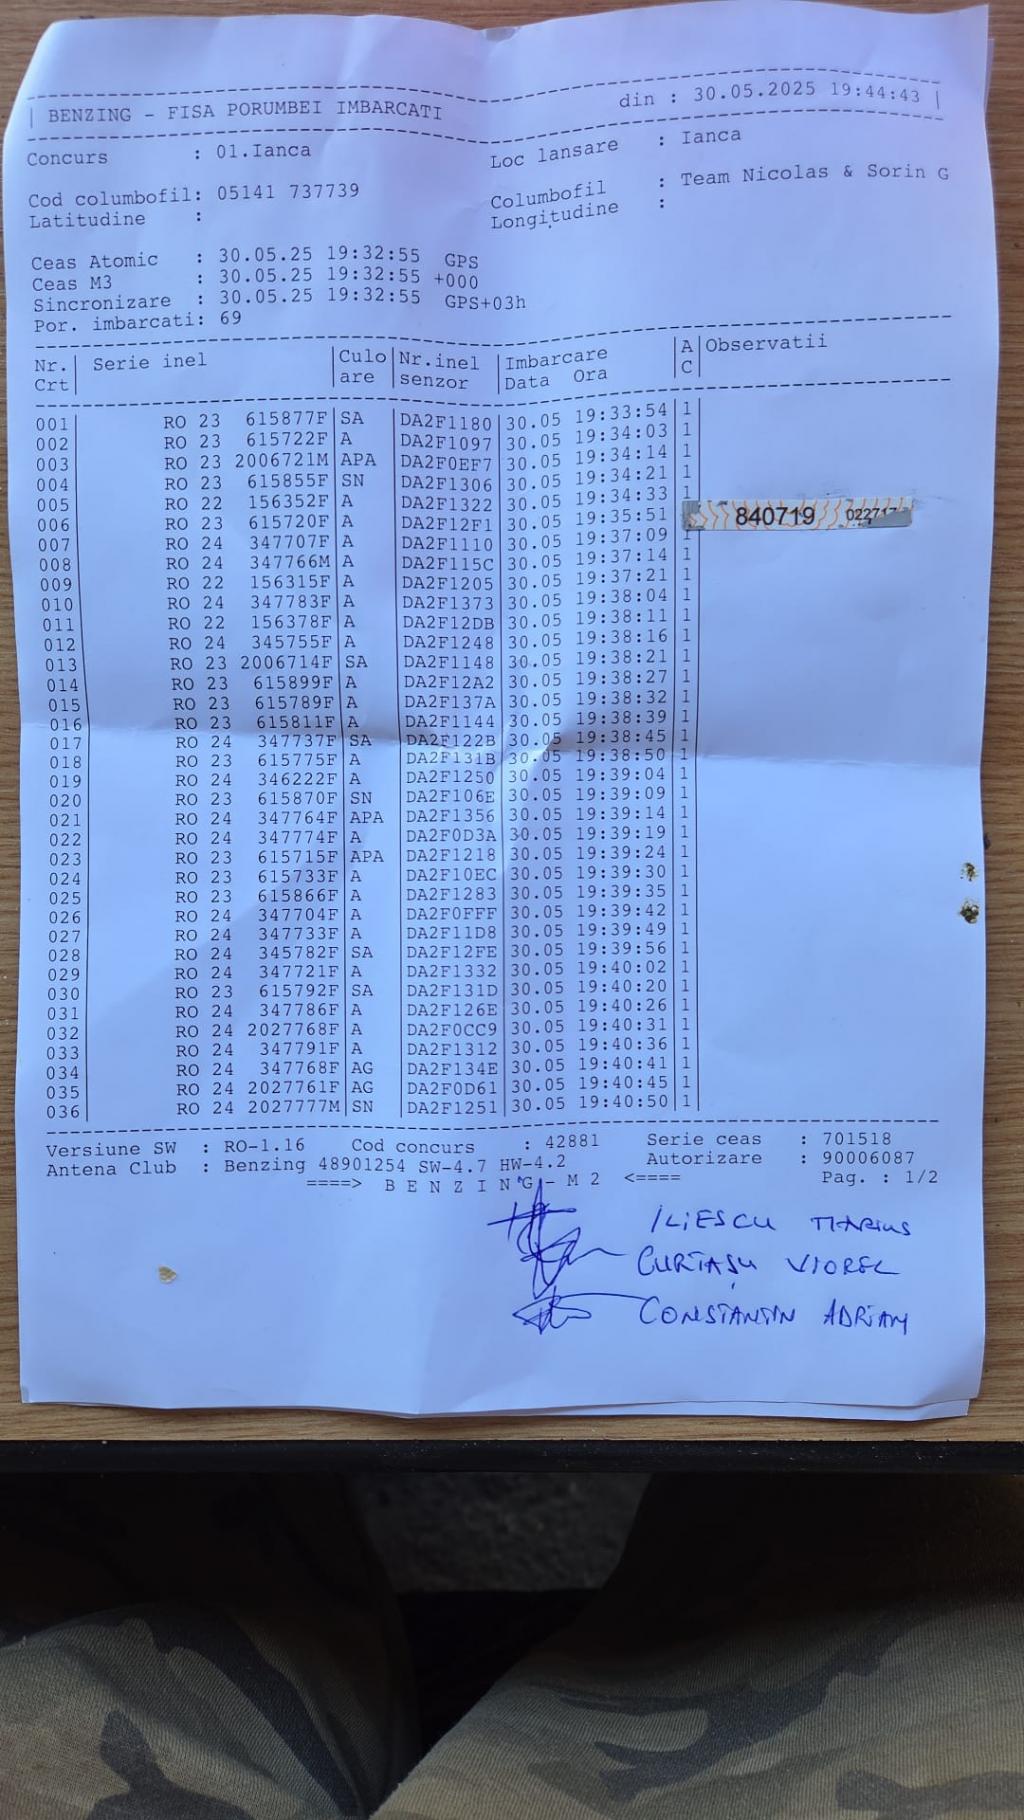 BENZING - FISA PORUMBEI IMBARCATI din : 30.05.2025 19:44:43
Concurs : 01.Ianca Loc lansare : Ianca
Cod columbofil: 05141 737739 Columbofil : Team Nicolas & Sorin G
Latitudine : Longitudine :
Ceas Atomic : 30.05.25 19:32:55 GPS
Ceas M3 : 30.05.25 19:32:55 +000
Sincronizare : 30.05.25 19:32:55 GPS+03h
Por. imbarcati: 69
Nr. Serie inel Culo Nr.inel Imbarcare A Observatii
Crt are senzor Data Ora C
001 RO 23 615877F SA DA2F1180 30.05 19:33:54 1
002 RO 23 615722F A DA2F1097 30.05 19:34:03 1
003 RO 23 2006721M APA DA2F0EF7 30.05 19:34:14 1
004 RO 23 615855F SN DA2F1306 30.05 19:34:21 1
005 RO 22 156352F A DA2F1322 30.05 19:34:33 1
006 RO 23 615720F A DA2F12F1 30.05 19:35:51 840719
007 RO 24 347707F A DA2F1110 30.05 19:37:09 1
008 RO 24 347766M A DA2F115C 30.05 19:37:14 1
009 RO 22 156315F A DA2F1205 30.05 19:37:21 1
010 RO 24 347783F A DA2F1373 30.05 19:38:04 1
011 RO 22 156378F A DA2F12DB 30.05 19:38:11 1
012 RO 24 345755F A DA2F1248 30.05 19:38:16 1
013 RO 23 2006714F SA DA2F1148 30.05 19:38:21 1
014 RO 23 615899F A DA2F12A2 30.05 19:38:27 1
015 RO 23 615789F A DA2F137A 30.05 19:38:32 1
016 RO 23 615811F A DA2F1144 30.05 19:38:39 1
017 RO 24 347737F SA DA2F122B 30.05 19:38:45 1
018 RO 23 615775F A DA2F131B 30.05 19:38:50 1
019 RO 24 346222F A DA2F1250 30.05 19:39:04 1
020 RO 23 615870F SN DA2F106E 30.05 19:39:09 1
021 RO 24 347764F APA DA2F1356 30.05 19:39:14 1
022 RO 24 347774F A DA2F0D3A 30.05 19:39:19 1
023 RO 23 615715F APA DA2F1218 30.05 19:39:24 1
024 RO 23 615733F A DA2F10EC 30.05 19:39:30 1
025 RO 23 615866F A DA2F1283 30.05 19:39:35 1
026 RO 24 347704F A DA2F0FFF 30.05 19:39:42 1
027 RO 24 347733F A DA2F11D8 30.05 19:39:49 1
028 RO 24 345782F SA DA2F12FE 30.05 19:39:56 1
029 RO 24 347721F A DA2F1332 30.05 19:40:02 1
030 RO 23 615792F SA DA2F131D 30.05 19:40:20 1
031 RO 24 347786F A DA2F126E 30.05 19:40:26 1
032 RO 24 2027768F A DA2F0CC9 30.05 19:40:31 1
033 RO 24 347791F A DA2F1312 30.05 19:40:36 1
034 RO 24 347768F AG DA2F134E 30.05 19:40:41 1
035 RO 24 2027761F AG DA2F0D61 30.05 19:40:45 1
036 RO 24 2027777M SN DA2F1251 30.05 19:40:50 1
Versiune SW : RO-1.16 Cod concurs : 42881 Serie ceas : 701518
Antena Club : Benzing 48901254 SW-4.7 HW-4.2 Autorizare : 90006087
====> B E N Z I N G - M 2 <==== Pag. : 1/2
ILIESCU MARIUS
CURTAȘU VIOREL
CONSTANTIN ADRIAN